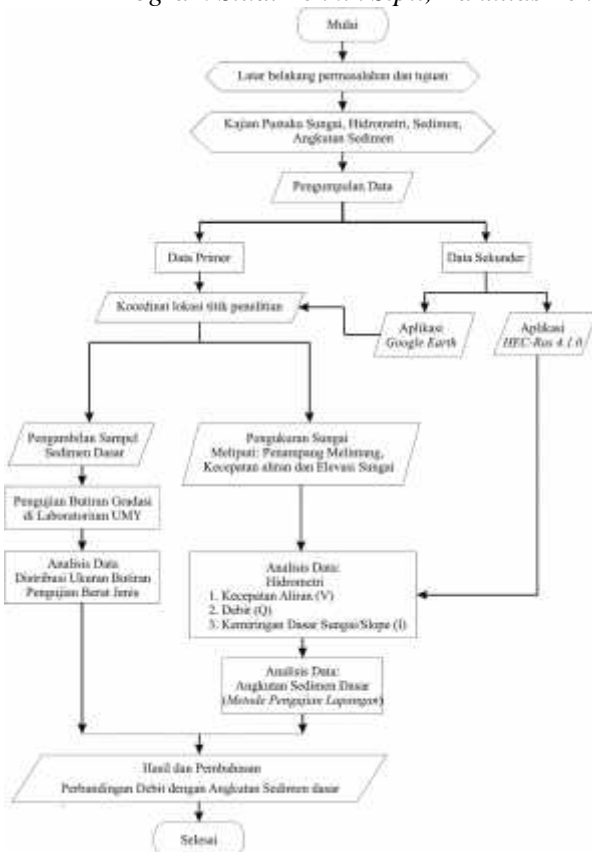 Mulai
Latar belakang permasalahan dan tujuan
Kajian Pustaka Sungai, Hidrometri, Sedimen,
Angkutan Sedimen
Pengumpulan Data
Data Primer
Data Sekunder
Koordinat lokasi titik penelitian
Aplikasi
Google Earth
Aplikasi
HEC-Ras 4.1.0
Pengambilan Sampel
Sedimen Dasar
Pengukuran Sungai
Meliputi: Penampang Melintang,
Kecepatan aliran dan Elevasi Sungai
Pengujian Butiran Gradasi
di Laboratorium UMY
Analisis Data
Distribusi Ukuran Butiran
Pengujian Berat Jenis
Analisis Data:
Hidrometri
1. Kecepatan Aliran (V)
2. Debit (Q)
3. Kemiringan Dasar Sungai/Slope (I)
Analisis Data:
Angkutan Sedimen Dasar
(Metode Pengujian Lapangan)
Hasil dan Pembahasan
Perbandingan Debit dengan Angkutan Sedimen dasar
Selesai